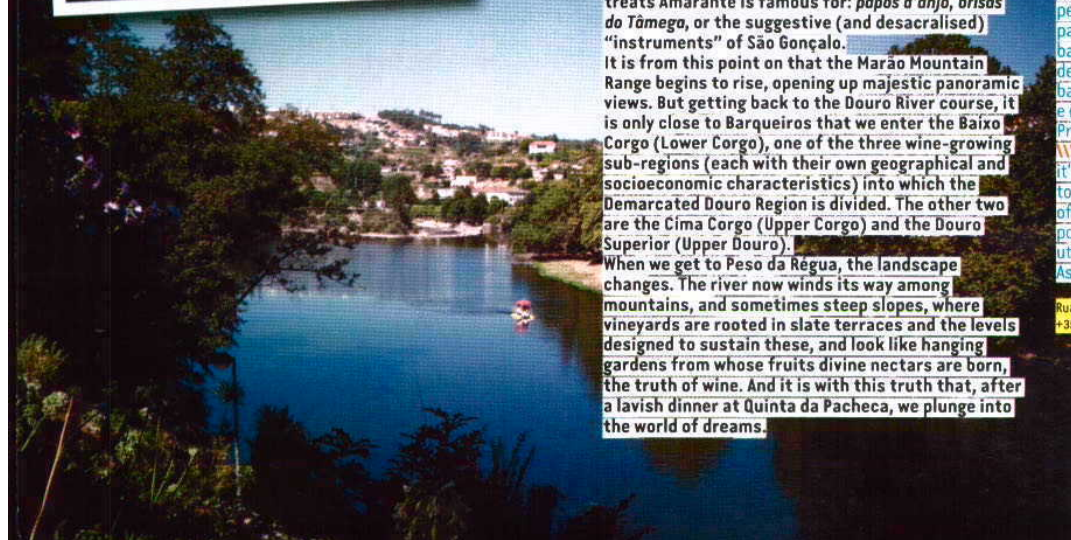 treats Amarante is famous for: papos d'anjo, brisas
do Tâmega, or the suggestive (and desacralised)
"instruments" of São Gonçalo.
It is from this point on that the Marão Mountain
Range begins to rise, opening up majestic panoramic
views. But getting back to the Douro River course, it
is only close to Barqueiros that we enter the Baixo
Corgo (Lower Corgo), one of the three wine-growing
sub-regions (each with their own geographical and
socioeconomic characteristics) into which the
Demarcated Douro Region is divided. The other two
are the Cima Corgo (Upper Corgo) and the Douro
Superior (Upper Douro).
When we get to Peso da Régua, the landscape
changes. The river now winds its way among
mountains, and sometimes steep slopes, where
vineyards are rooted in slate terraces and the levels
designed to sustain these, and look like hanging
gardens from whose fruits divine nectars are born,
the truth of wine. And it is with this truth that, after
a lavish dinner at Quinta da Pacheca, we plunge into
the world of dreams.